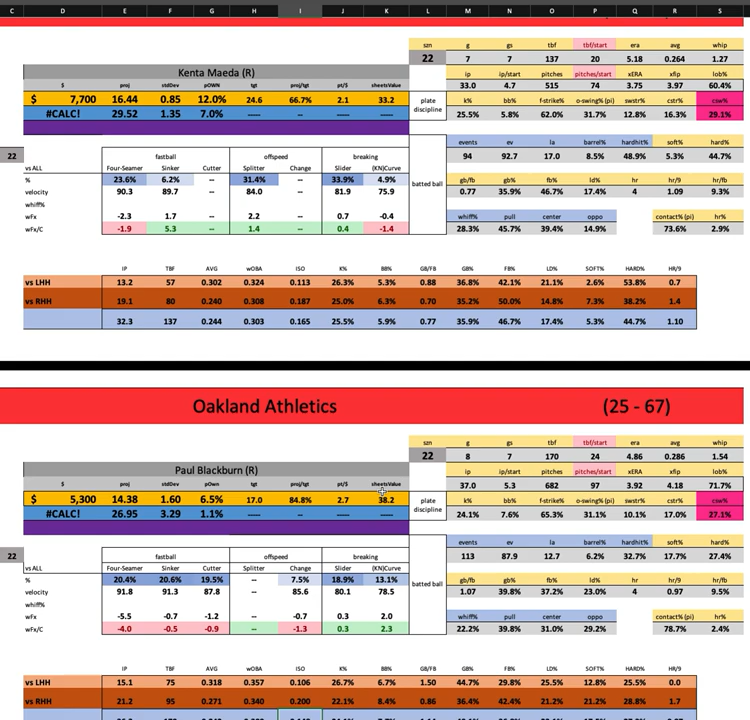 C D E F G H I J K L M N O P Q R S
szn g gs tbf tbf/start era avg whip
22 7 7 137 20 5.18 0.264 1.27
Kenta Maeda (R) ip ip/start pitches pitches/start xERA xfip lob%
$ proj stdDev pOWN tgt proj/tgt pt/$ sheetsValue 33.0 4.7 515 74 3.75 3.97 60.4%
$ 7,700 16.44 0.85 12.0% 24.6 66.7% 2.1 33.2 plate discipline k% bb% f-strike% o-swing% (pi) swstr% cstr% csw%
#CALC! 29.52 1.35 7.0% ---- ---- -- ---- 25.5% 5.8% 62.0% 31.7% 12.8% 16.3% 29.1%
events ev la barrel% hardhit% soft% hard%
22 fastball offspeed breaking 94 92.7 17.0 8.5% 48.9% 5.3% 44.7%
vs ALL Four-Seamer Sinker Cutter Splitter Change Slider (KN)Curve
% 23.6% 6.2% -- 31.4% -- 33.9% 4.9% batted ball gb/fb gb% fb% ld% hr hr/9 hr/fb
velocity 90.3 89.7 -- 84.0 -- 81.9 75.9 0.77 35.9% 46.7% 17.4% 4 1.09 9.3%
whiff%
wFx -2.3 1.7 2.2 0.7 -0.4 whiff% pull center oppo contact% (pi) hr%
wFx/C -1.9 5.3 -- 1.4 -- 0.4 -1.4 28.3% 45.7% 39.4% 14.9% 73.6% 2.9%
IP TBF AVG wOBA ISO K% BB% GB/FB GB% FB% LD% SOFT% HARD% HR/9
vs LHH 13.2 57 0.302 0.324 0.113 26.3% 5.3% 0.88 36.8% 42.1% 21.1% 2.6% 53.8% 0.7
vs RHH 19.1 80 0.240 0.308 0.187 25.0% 6.3% 0.70 35.2% 50.0% 14.8% 7.3% 38.2% 1.4
32.3 137 0.244 0.303 0.165 25.5% 5.9% 0.77 35.9% 46.7% 17.4% 5.3% 44.7% 1.10
Oakland Athletics (25 - 67)
szn g gs tbf tbf/start era avg whip
22 8 7 170 24 4.86 0.286 1.54
Paul Blackburn (R) ip ip/start pitches pitches/start xERA xfip lob%
$ proj stdDev pOwn tgt proj/tgt pt/$ sheetsValue 37.0 5.3 682 97 3.92 4.18 71.7%
$ 5,300 14.38 1.60 6.5% 17.0 84.8% 2.7 38.2 plate discipline k% bb% f-strike% o-swing% (pi) swstr% cstr% csw%
#CALC! 26.95 3.29 1.1% ---- ---- -- ---- 24.1% 7.6% 65.3% 31.1% 10.1% 17.0% 27.1%
events ev la barrel% hardhit% soft% hard%
22 fastball offspeed breaking 113 87.9 12.7 6.2% 32.7% 17.7% 27.4%
vs ALL Four-Seamer Sinker Cutter Splitter Change Slider (KN)Curve
% 20.4% 20.6% 19.5% -- 7.5% 18.9% 13.1% batted ball gb/fb gb% fb% ld% hr hr/9 hr/fb
velocity 91.8 91.3 87.8 -- 85.6 80.1 78.5 1.07 39.8% 37.2% 23.0% 4 0.97 9.5%
whiff%
wFx -5.5 -0.7 -1.2 -0.7 0.3 2.0 whiff% pull center oppo contact% (pi) hr%
wFx/C -4.0 -0.5 -0.9 -- -1.3 0.3 2.3 22.2% 39.8% 31.0% 29.2% 78.7% 2.4%
IP TBF AVG wOBA ISO K% BB% GB/FB GB% FB% LD% SOFT% HARD% HR/9
vs LHH 15.1 75 0.318 0.357 0.106 26.7% 6.7% 1.50 44.7% 29.8% 25.5% 12.8% 25.5% 0.0
vs RHH 21.2 95 0.271 0.340 0.200 22.1% 8.4% 0.86 36.4% 42.4% 21.2% 21.2% 28.8% 1.7